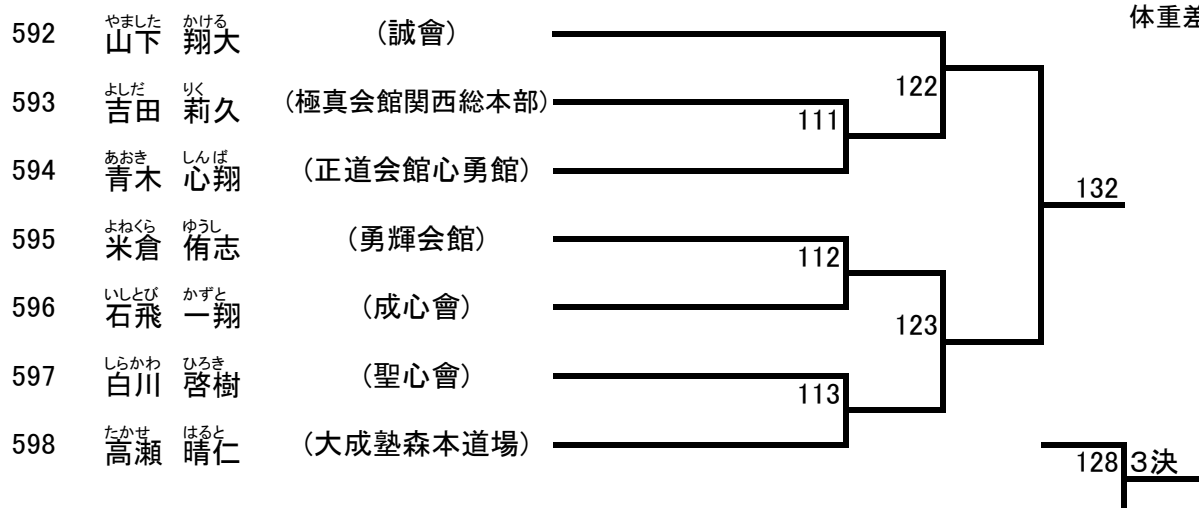 体重差
やました かける
592 山下 翔大 (誠會)
122
よしだ りく
593 吉田 莉久 (極真会館関西総本部)
111
あおき しんば
594 青木 心翔 (正道会館心勇館)
132
よねくら ゆうし
595 米倉 侑志 (勇輝会館)
112
いしとび かずと
596 石飛 一翔 (成心會)
123
しらかわ ひろき
597 白川 啓樹 (聖心會)
113
たかせ はると
598 高瀬 晴仁 (大成塾森本道場)
128 3決